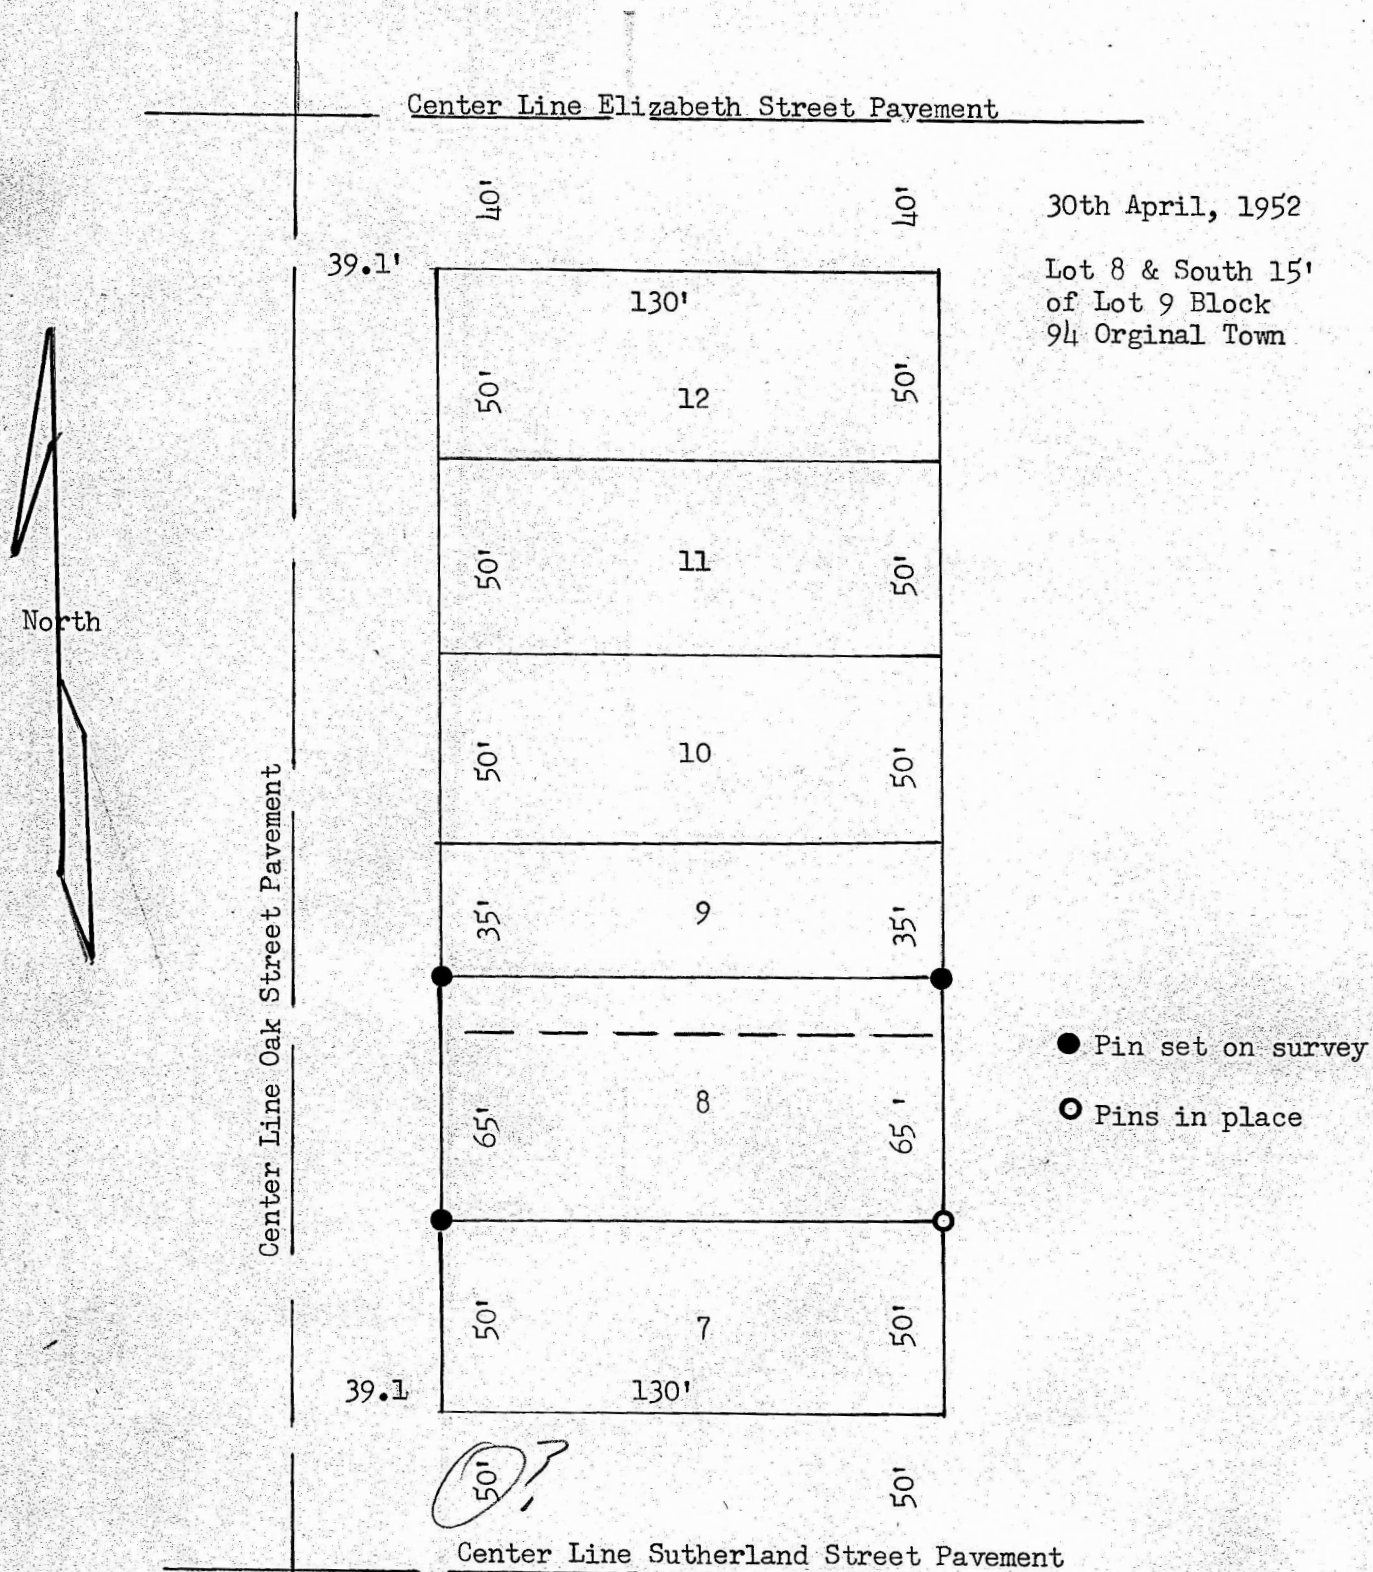 Center Line Elizabeth Street Pavement
40' 40'
30th April, 1952
39.1'
Lot 8 & South 15'
of Lot 9 Block
94 Orginal Town
130'
50' 12 50'
50' 11 50'
North
50' 10 50'
Center Line Oak Street Pavement
35' 9 35'
Pin set on survey
65' 8 65'
Pins in place
50' 7 50'
39.1 130'
50' ? 50'
Center Line Sutherland Street Pavement